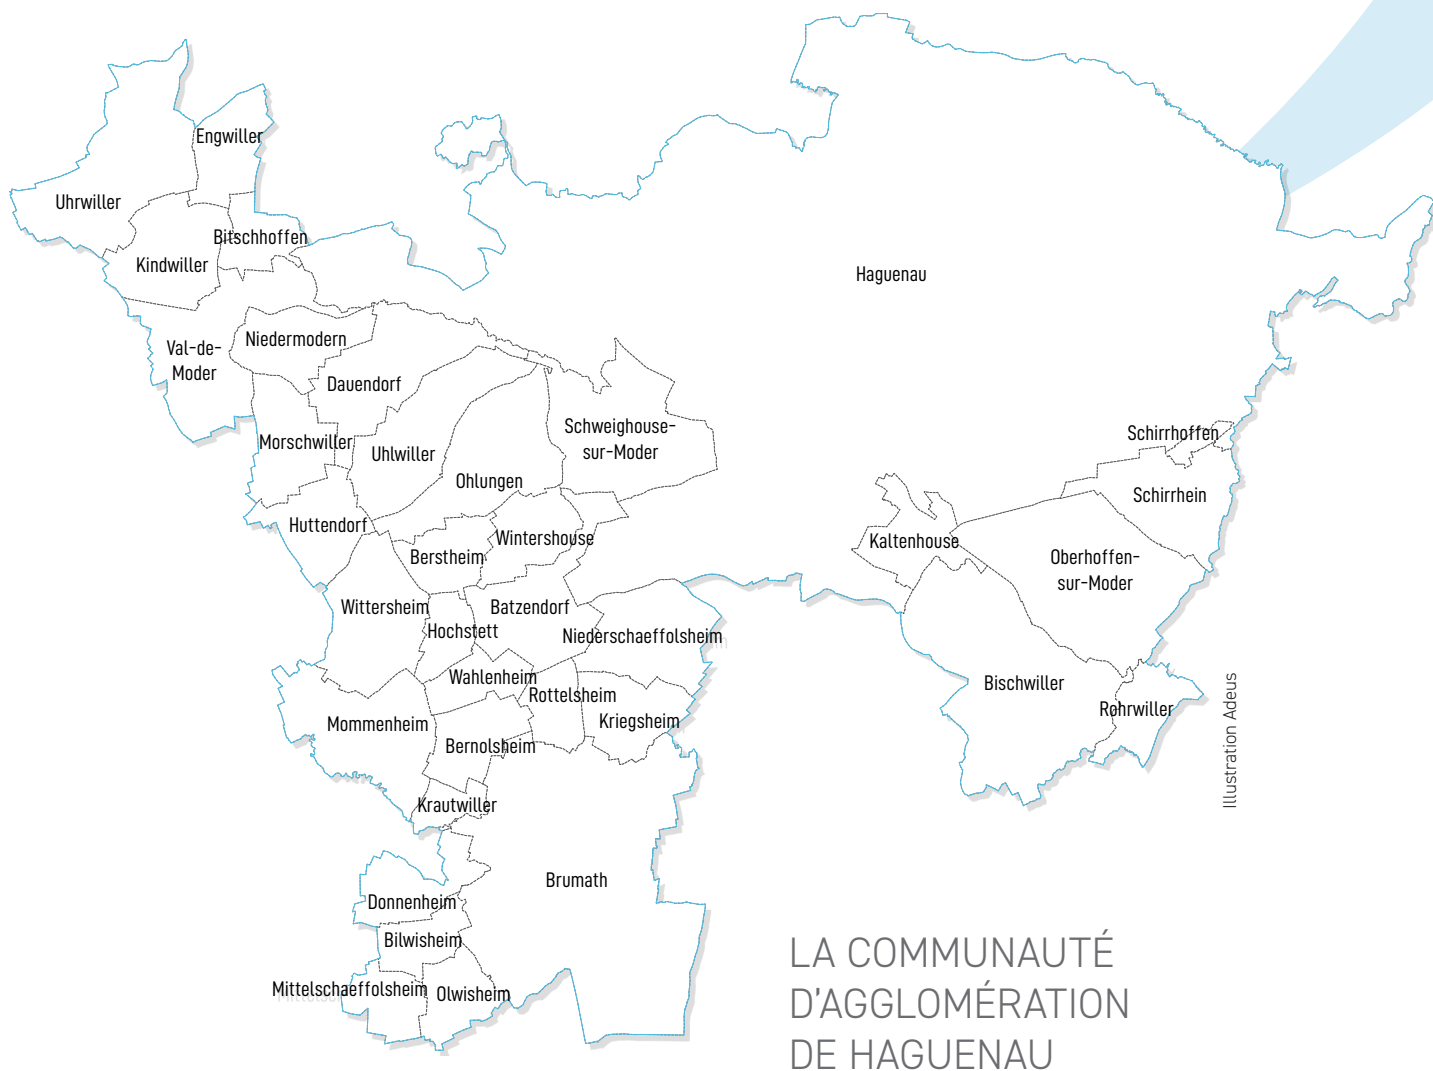 Engwiller
Uhrwiller
Bitschhoffen
Kindwiller
Haguenau
Niedermodern
Val-de-
Moder
Dauendorf
Schweighouse-
sur-Moder
Schirrhoffen
Morschwiller
Uhlwiller
Ohlungen
Schirrhein
Huttendorf
Wintershouse
Kaltenhouse
Berstheim
Oberhoffen-
sur-Moder
Wittersheim
Batzendorf
Hochstett
Niederschaeffolsheim
Wahlenheim
Bischwiller
Rottelsheim
Rohrwiller
Mommenheim
Kriegsheim
Bernolsheim
Illustration Adeus
Krautwiller
Brumath
Donnenheim
Bilwisheim
Mittelschaeffolsheim
Olwisheim
LA COMMUNAUTÉ
D'AGGLOMÉRATION
DE HAGUENAU